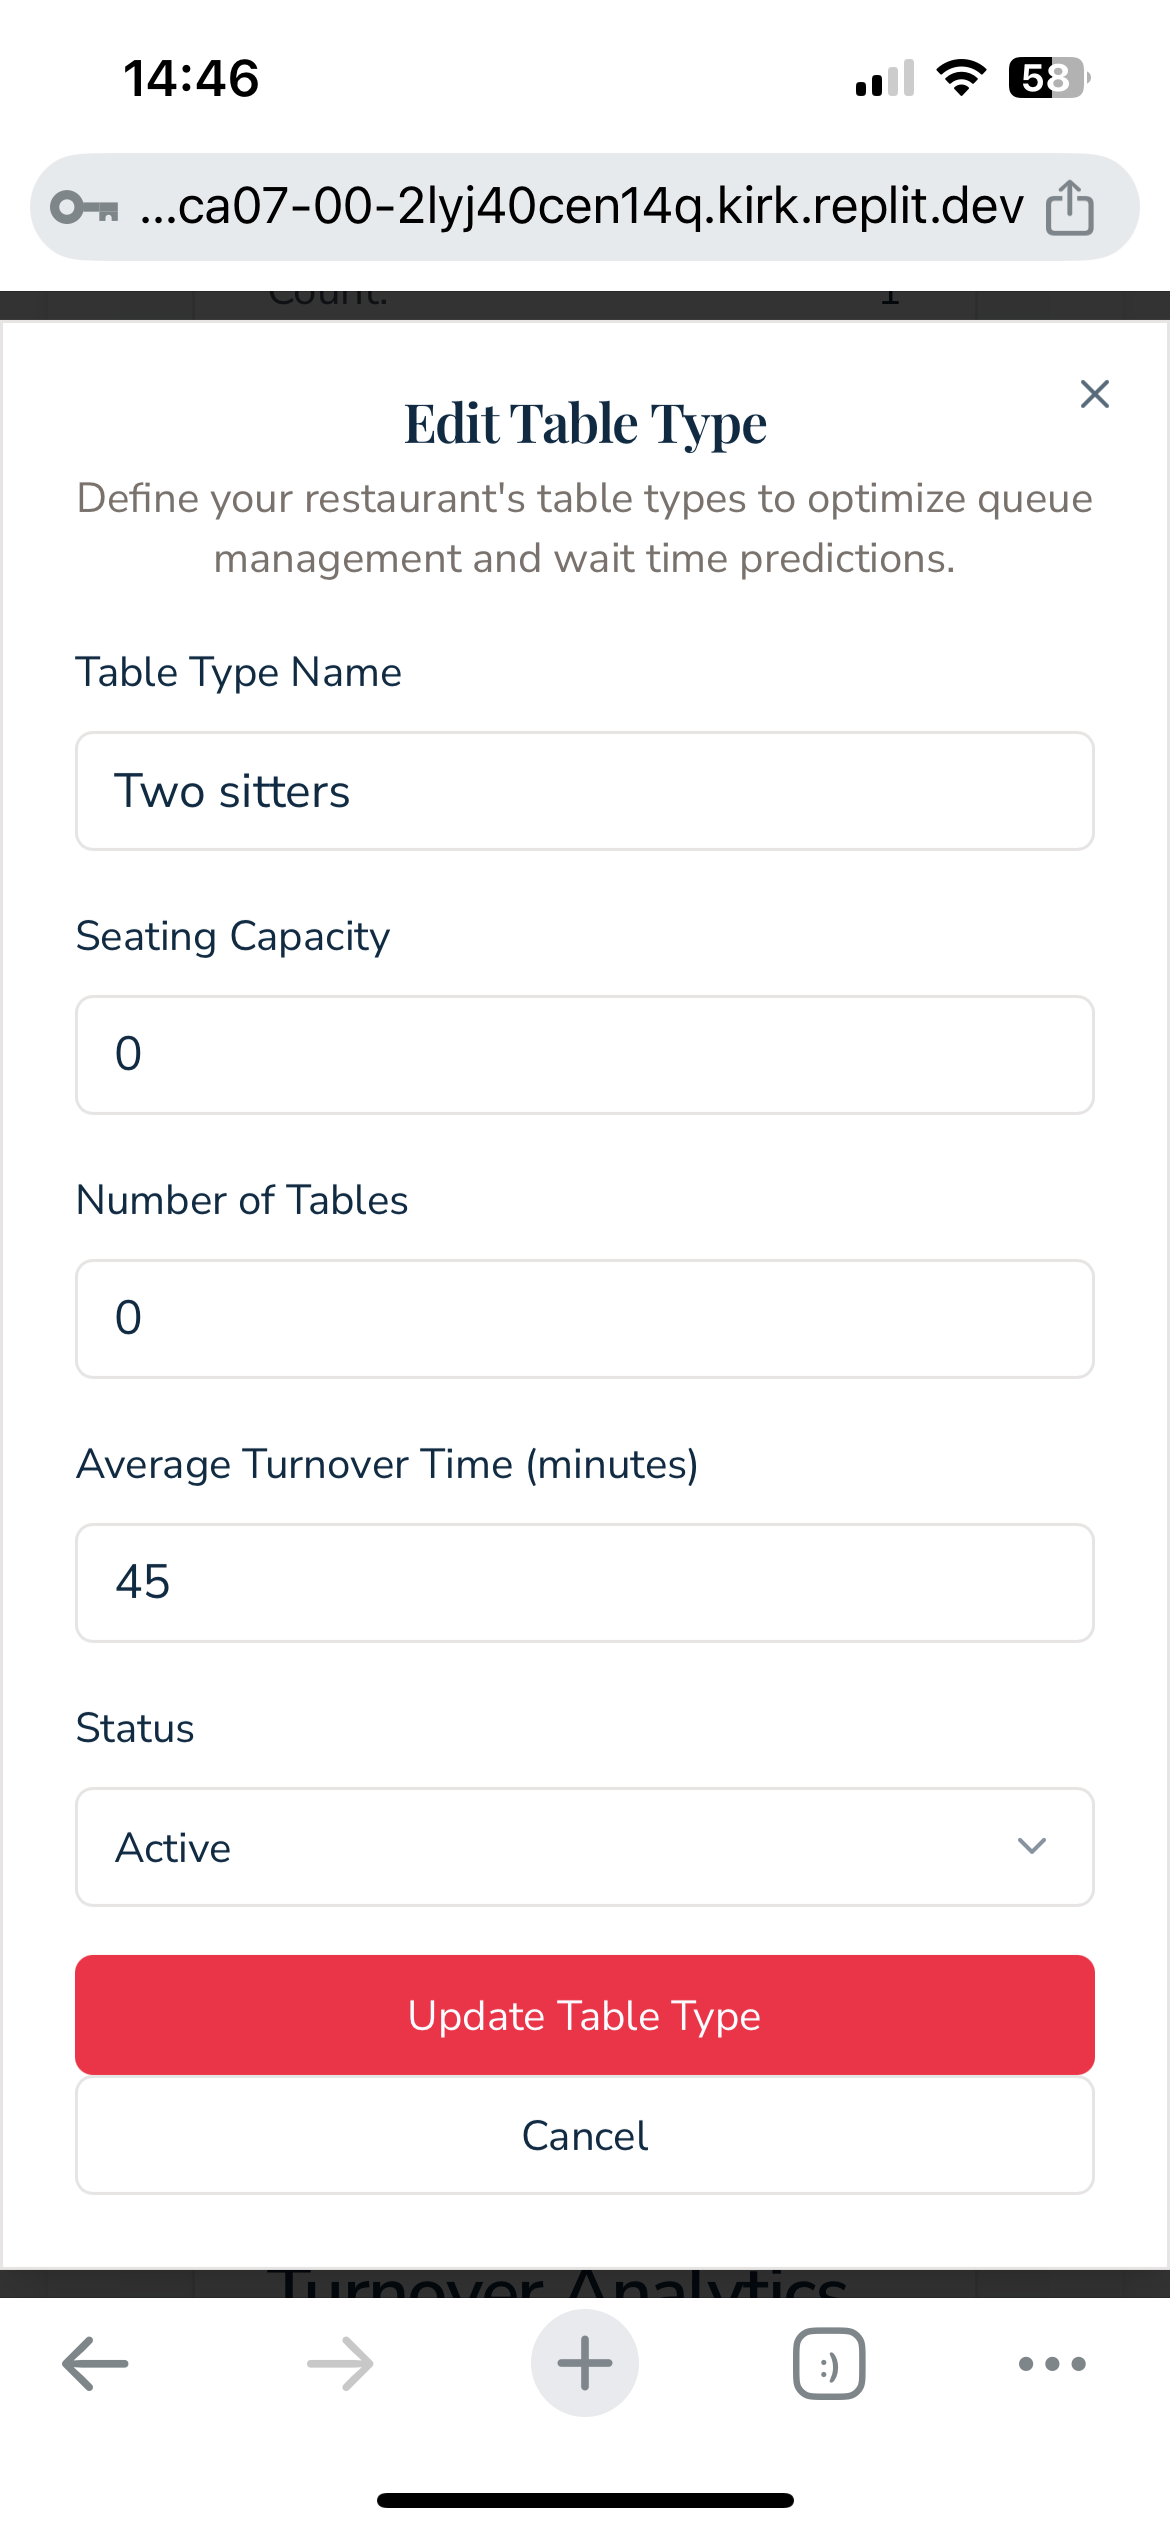 14:46
58
...ca07-00-2lyj40cen14q.kirk.replit.dev
Count: 1
Edit Table Type
Define your restaurant's table types to optimize queue
management and wait time predictions.
Table Type Name
Two sitters
Seating Capacity
0
Number of Tables
0
Average Turnover Time (minutes)
45
Status
Active
Update Table Type
Cancel
Turnover Analytics
:)